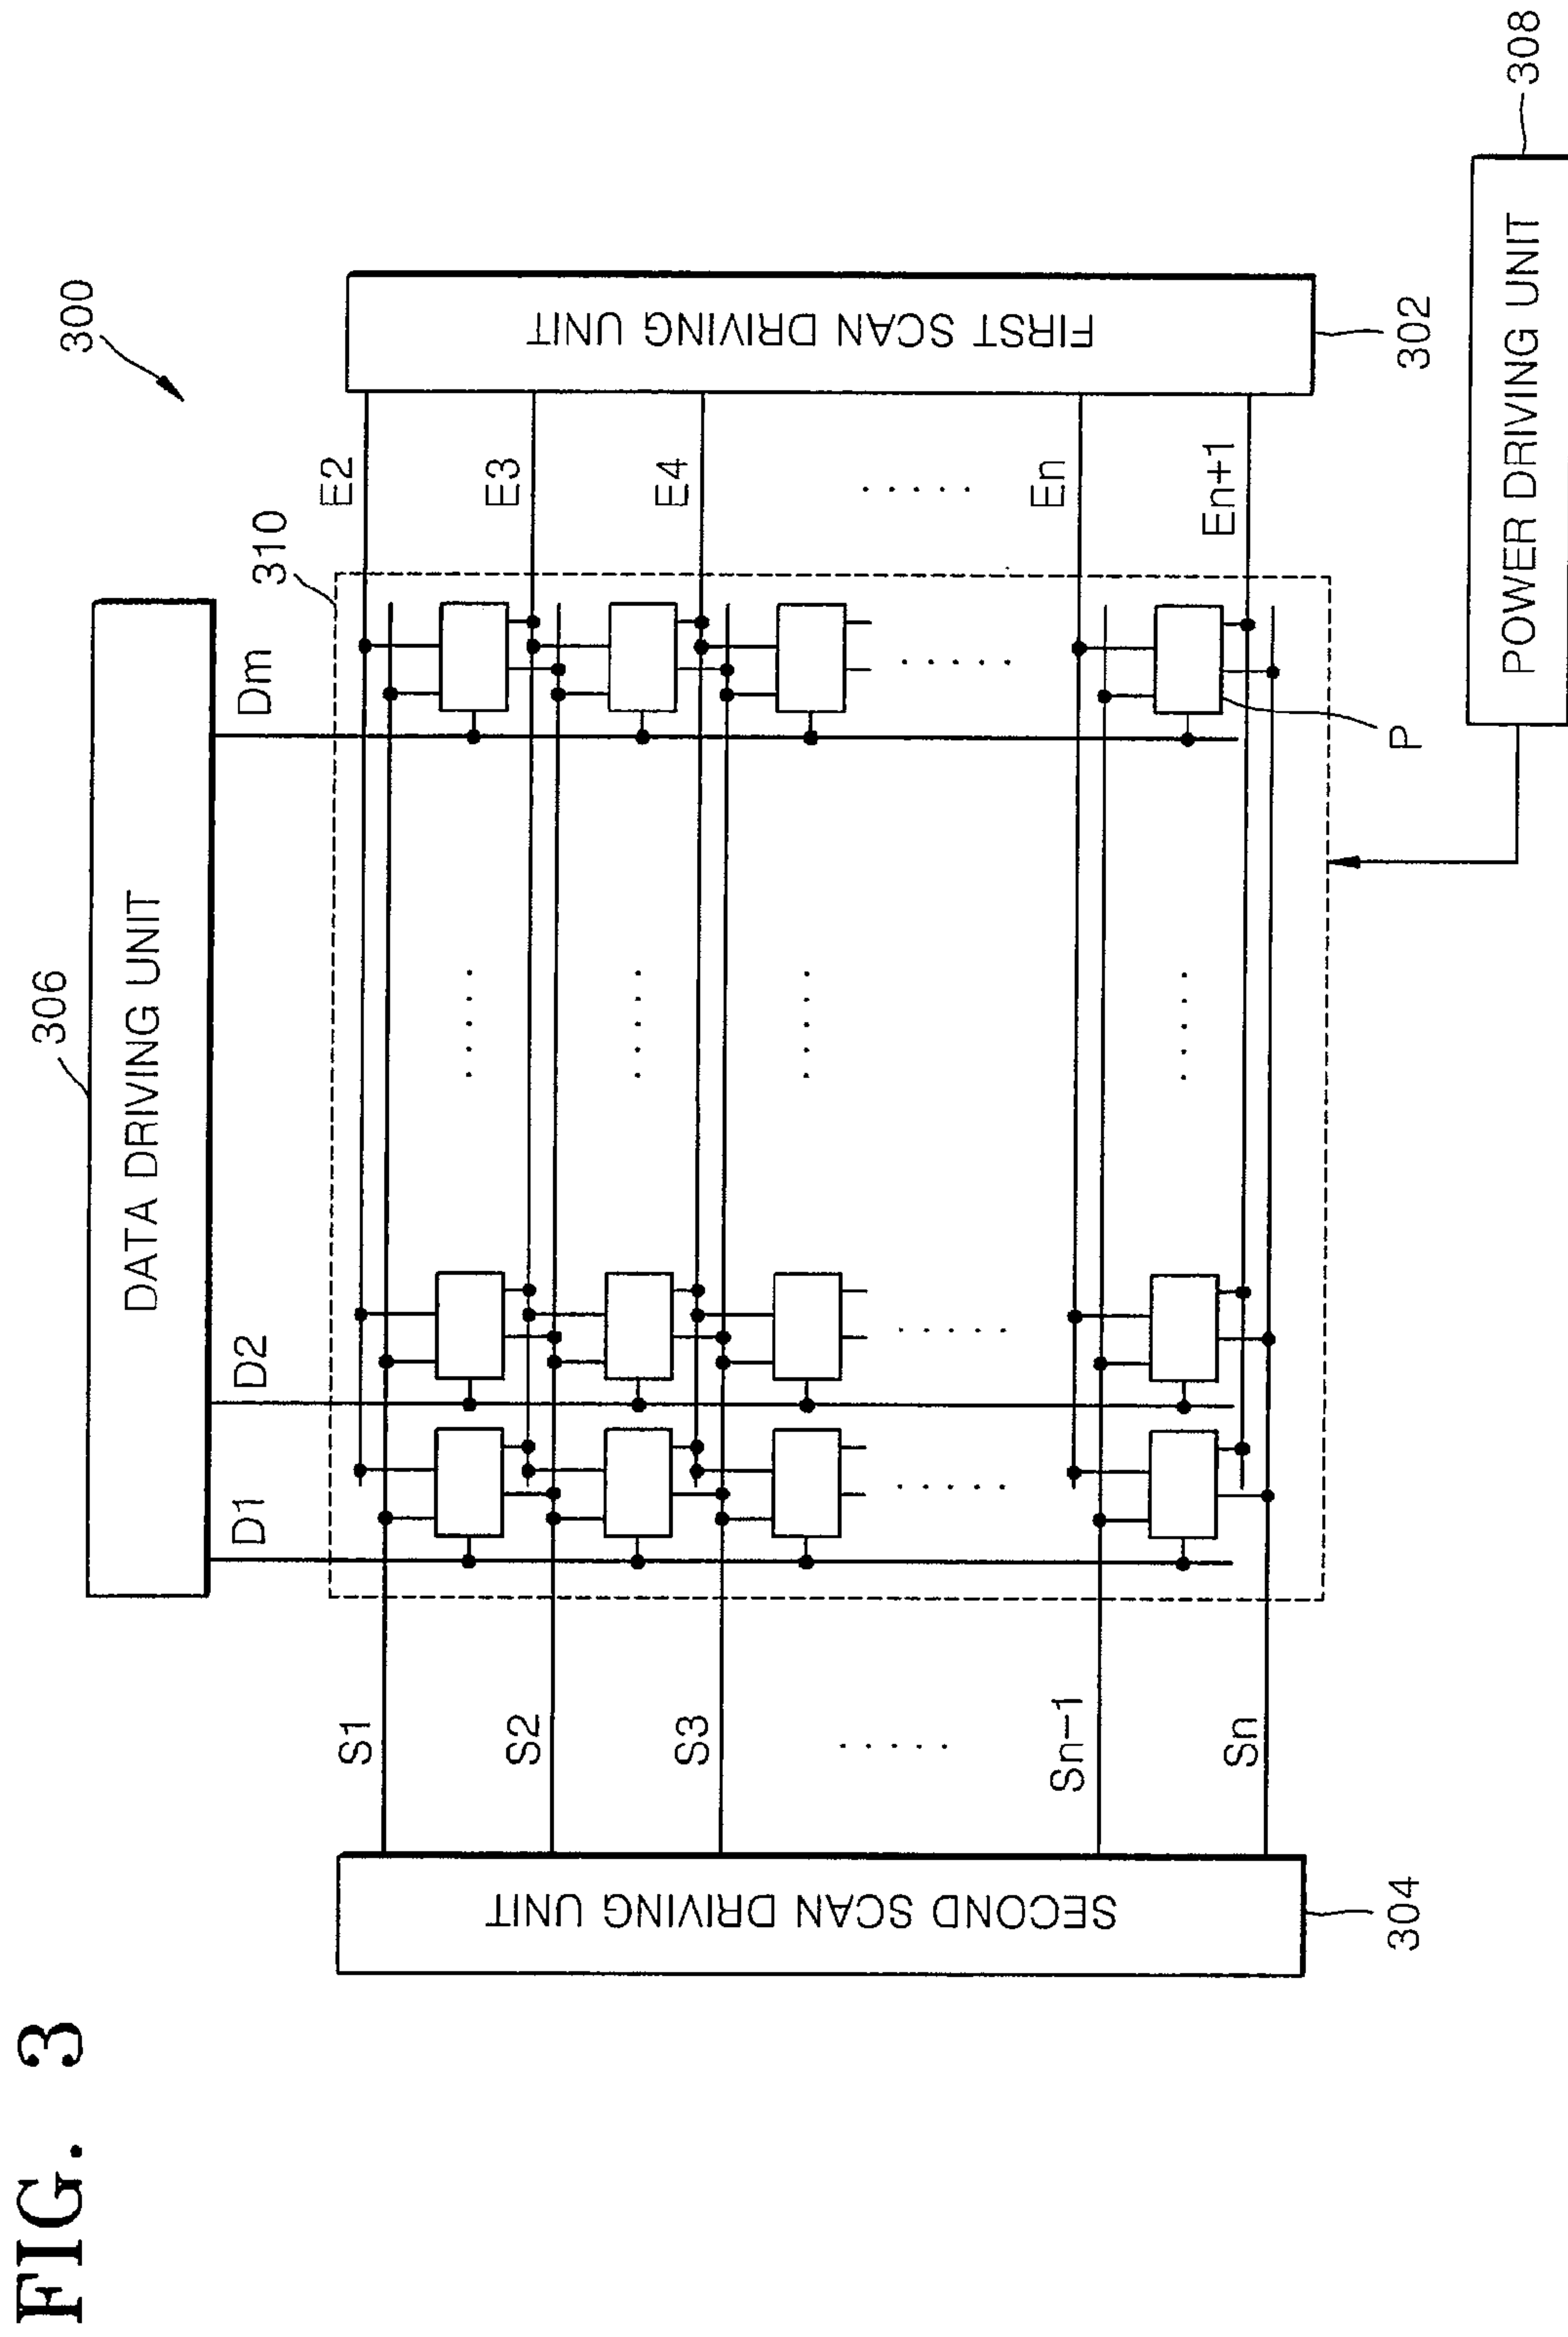 FIG. 3
300
306
DATA DRIVING UNIT
310
D1
D2
Dm
S1
S2
S3
.....
Sn-1
Sn
E2
E3
E4
.....
En
En+1
SECOND SCAN DRIVING UNIT
304
FIRST SCAN DRIVING UNIT
302
P
POWER DRIVING UNIT
308